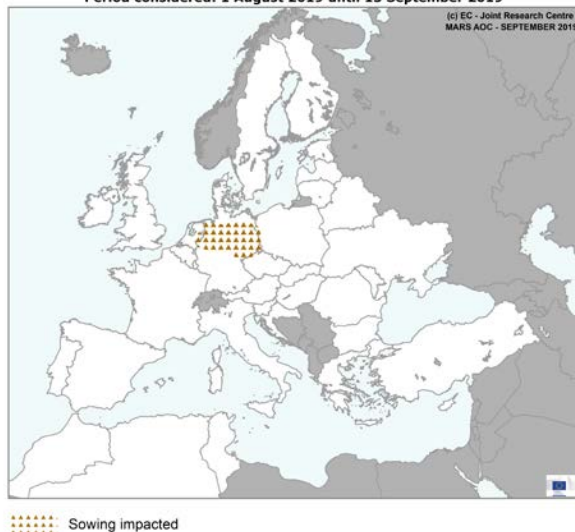 Period considered: 1 August 2019 until 15 September 2019
(c) EC - Joint Research Centre
MARS AOC - SEPTEMBER 2019
Sowing impacted